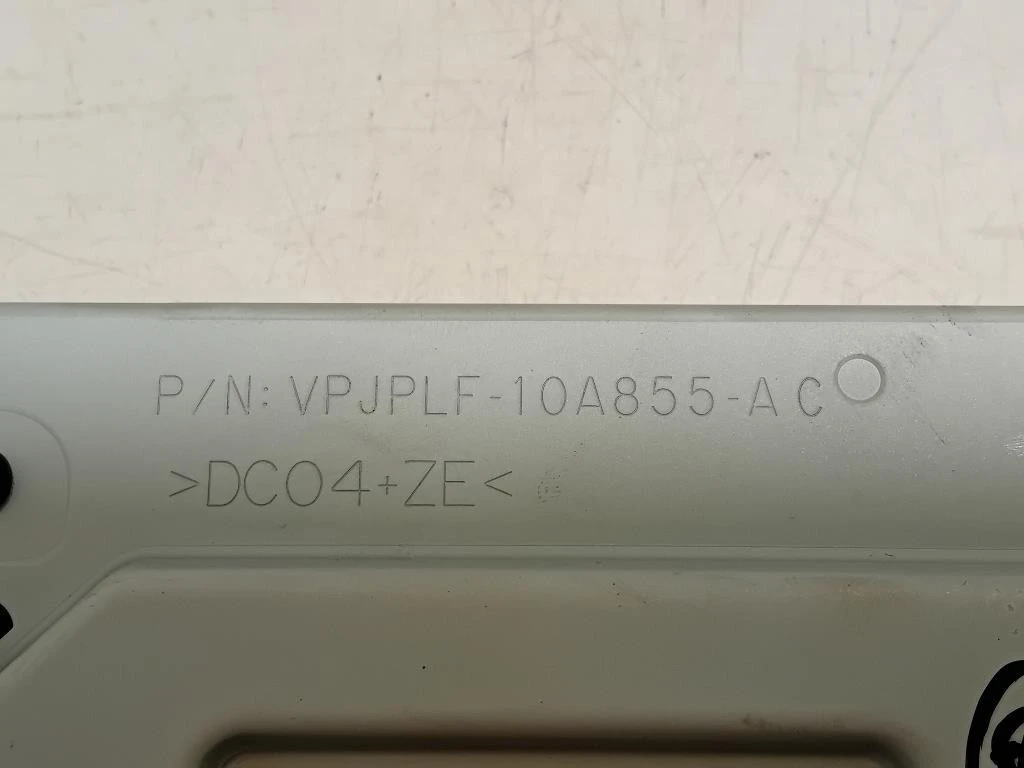 P/N: VPJPLF-10A855-AC
>DC04+ZE<